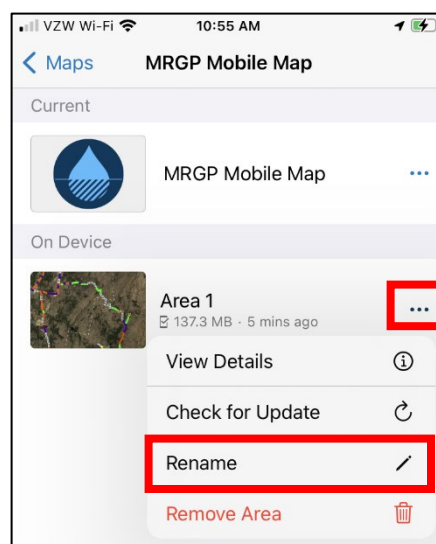 VZW Wi-Fi 10:55 AM
Maps MRGP Mobile Map
Current
MRGP Mobile Map ...
On Device
Area 1 ...
137.3 MB · 5 mins ago
View Details
Check for Update
Rename
Remove Area